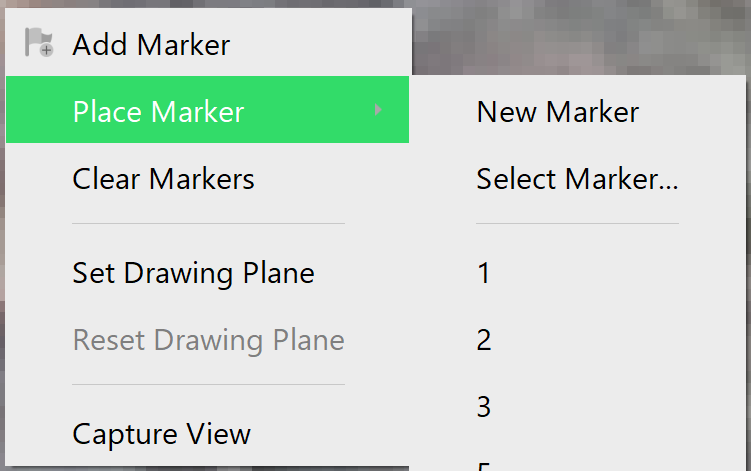 Add Marker
Place Marker
Clear Markers
Set Drawing Plane
Reset Drawing Plane
Capture View
New Marker
Select Marker...
1
2
3